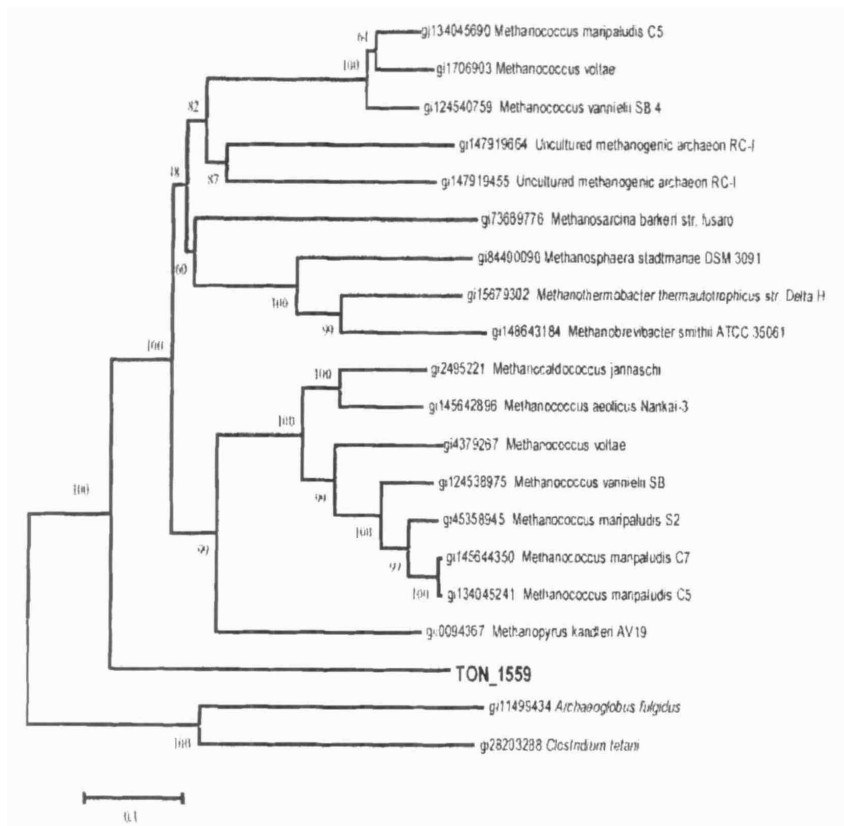 61
gi134045690 Methanococcus maripaludis C5
100
gi1706903 Methanococcus voltae
82
gi124540759 Methanococcus vannielii SB 4
gi147919664 Uncultured methanogenic archaeon RC-I
18
87
gi147919455 Uncultured methanogenic archaeon RC-I
gi73669776 Methanosarcina barkeri str. fusaro
60
gi84490090 Methanosphaera stadtmanae DSM 3091
100
gi15679302 Methanothermobacter thermautotrophicus str. Delta H
99
gi148643184 Methanobrevibacter smithii ATCC 35061
100
100
gi2495221 Methanocaldococcus jannaschi
gi145642896 Methanococcus aeolicus Nankai-3
100
gi4379267 Methanococcus voltae
99
gi124538975 Methanococcus vannielii SB
100
gi45358945 Methanococcus maripaludis S2
100
99
97
gi145644350 Methanococcus maripaludis C7
100
gi134045241 Methanococcus maripaludis C5
0094367 Methanopyrus kandleri AV19
TON_1559
gi11499434 Archaeoglobus fulgidus
100
gi28203288 Clostridium tetani
0.1